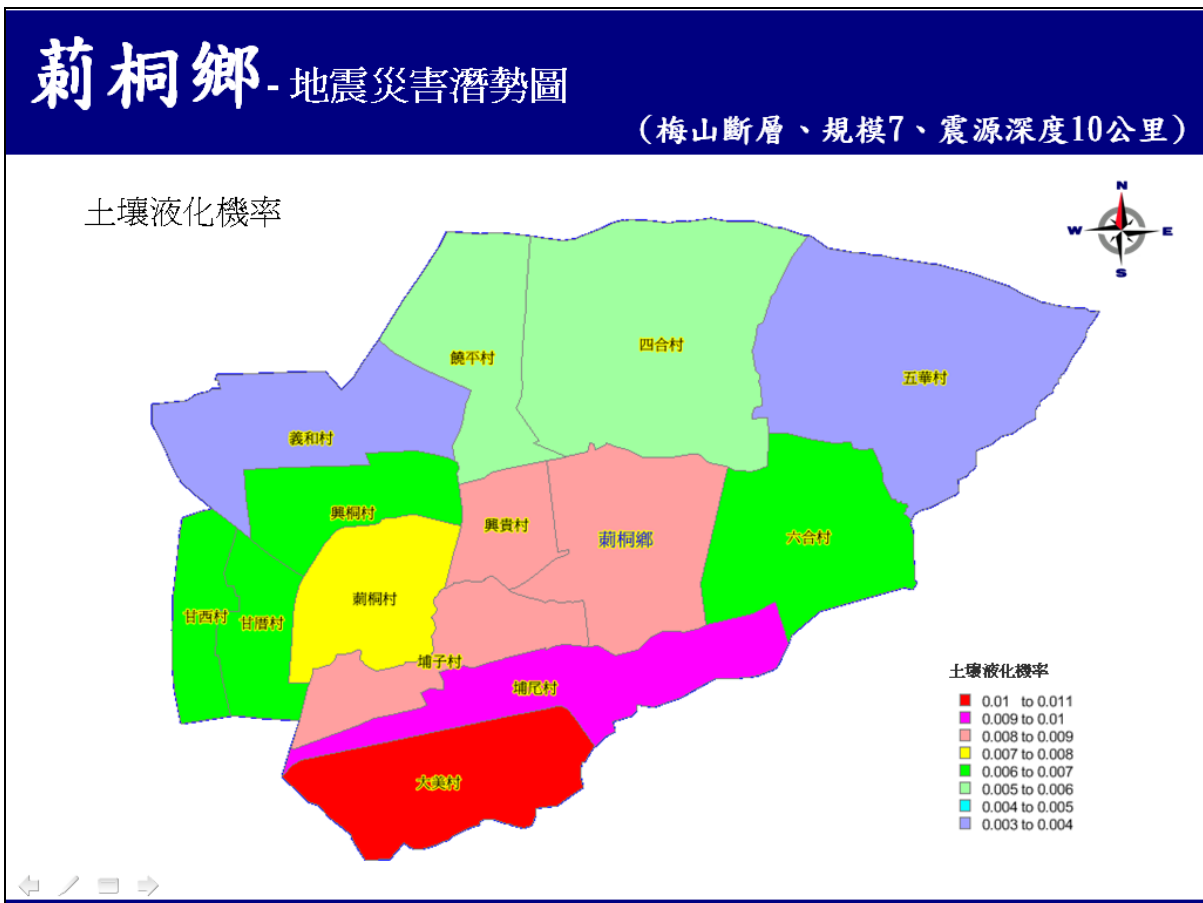 莿桐鄉-地震災害潛勢圖
(梅山斷層、規模7、震源深度10公里)
土壤液化機率
N
W E
S
四合村
饒平村
五華村
義和村
興桐村
興貴村
莿桐鄉
六合村
莿桐村
甘西村
甘厝村
埔子村
埔尾村
大美村
土壤液化機率
0.01 to 0.011
0.009 to 0.01
0.008 to 0.009
0.007 to 0.008
0.006 to 0.007
0.005 to 0.006
0.004 to 0.005
0.003 to 0.004